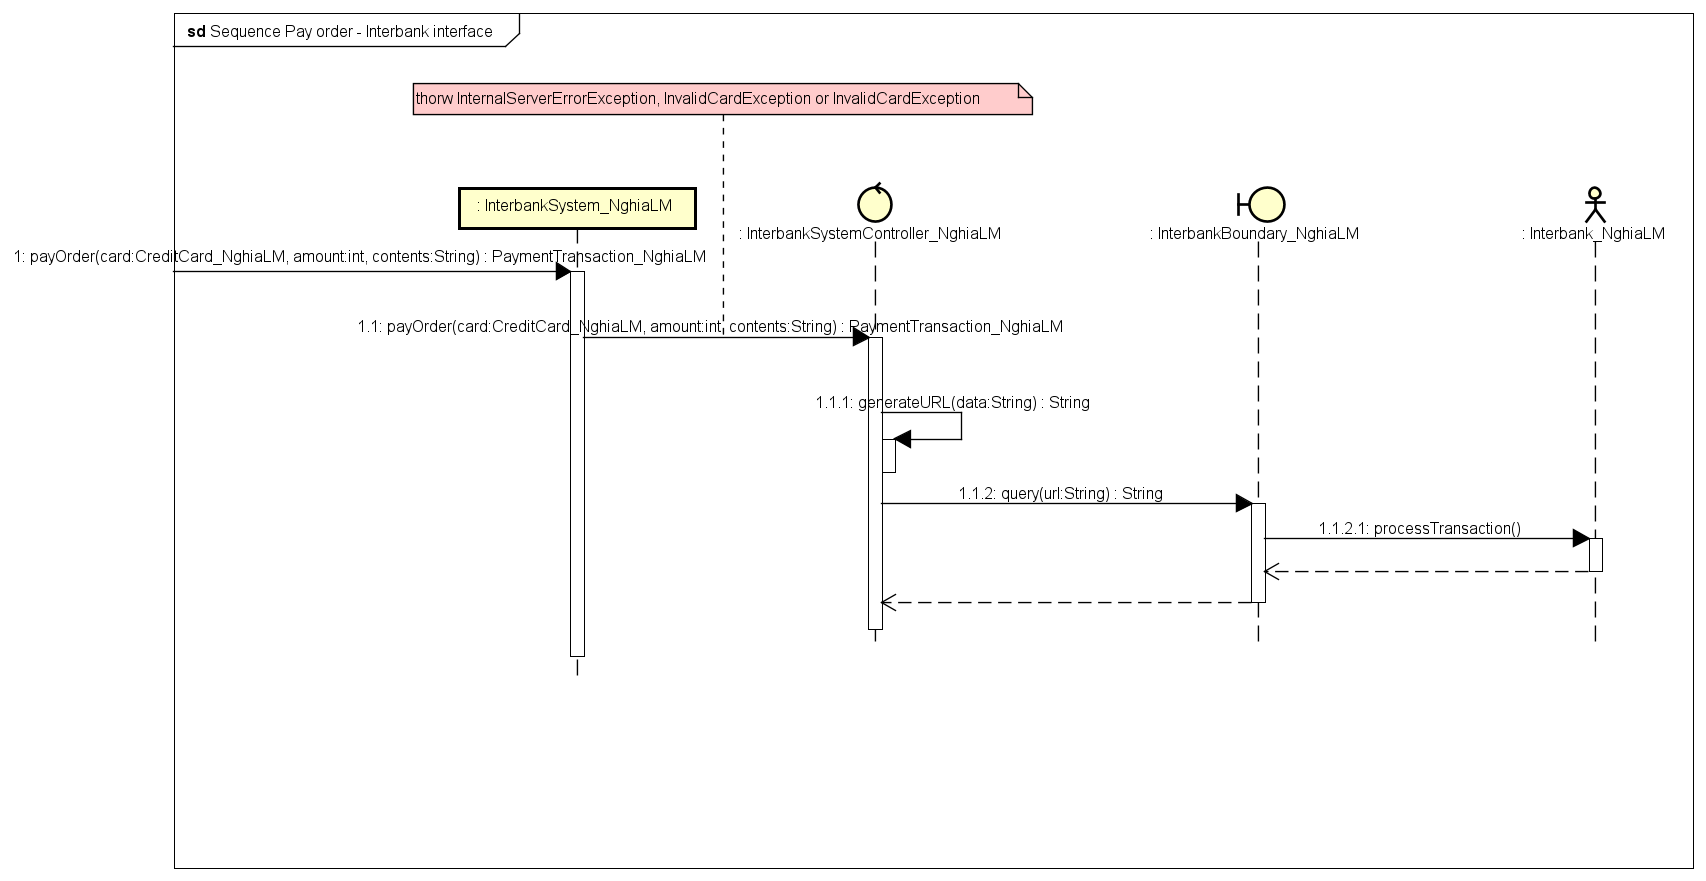 sd Sequence Pay order - Interbank interface
thorw InternalServerErrorException, InvalidCardException or InvalidCardException
: InterbankSystem_NghiaLM
: InterbankSystemController_NghiaLM
: InterbankBoundary_NghiaLM
: Interbank_NghiaLM
1: payOrder(card:CreditCard_NghiaLM, amount:int, contents:String) : PaymentTransaction_NghiaLM
1.1: payOrder(card:CreditCard_NghiaLM, amount:int, contents:String) : PaymentTransaction_NghiaLM
1.1.1: generateURL(data:String) : String
1.1.2: query(url:String) : String
1.1.2.1: processTransaction()